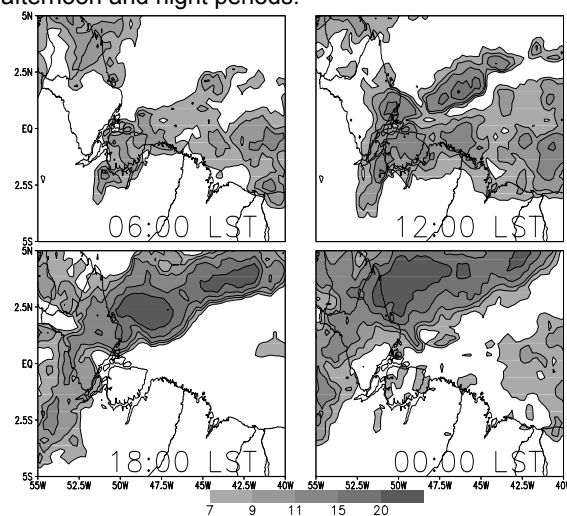 afternoon and night periods.
5N
2.5N
EQ
2.5S
5S
06:00 LST
12:00 LST
5N
2.5N
EQ
2.5S
5S
18:00 LST
00:00 LST
55W 52.5W 50W 47.5W 45W 42.5W 40W
55W 52.5W 50W 47.5W 45W 42.5W 40W
7 9 11 15 20